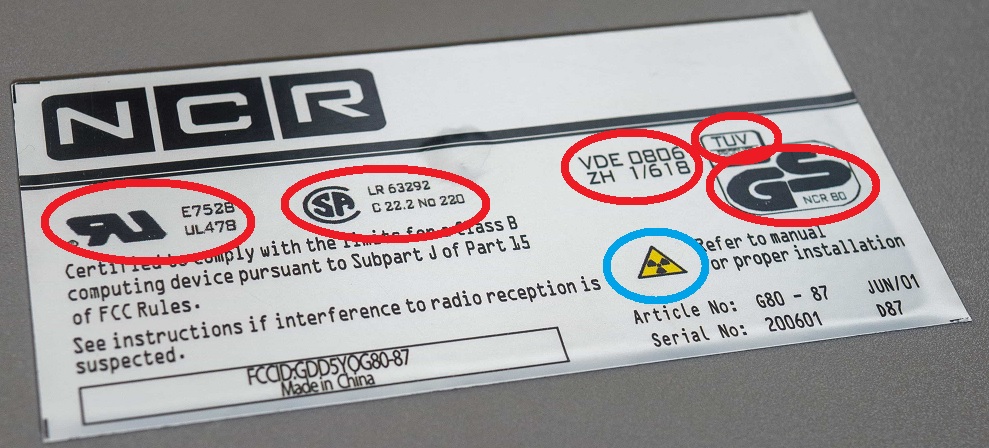 NCR
E7528
UL478
SA
LR 63292
C 22.2 NO 220
VDE 0806
ZH 1/618
TUV
GS
NCR 80
Certified to comply with the limits for a Class B
computing device pursuant to Subpart J of Part 15
of FCC Rules.
See instructions if interference to radio reception is
suspected.
Refer to manual
or proper installation
Article No: G80 - 87 JUN/01
Serial No: 200601 D87
FCCID:GDD5YOG80-87
Made in China